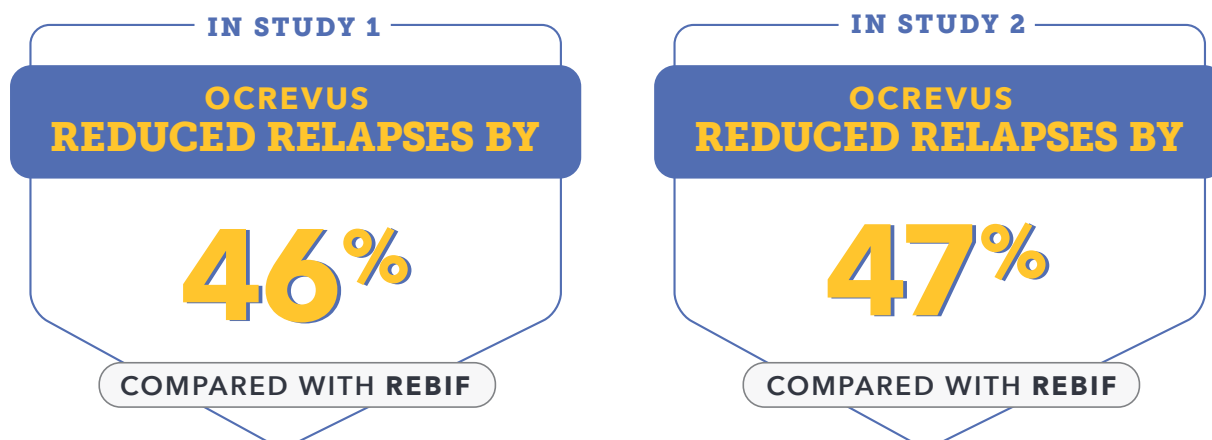 IN STUDY 1
OCREVUS
REDUCED RELAPSES BY
46%
COMPARED WITH REBIF
IN STUDY 2
OCREVUS
REDUCED RELAPSES BY
47%
COMPARED WITH REBIF